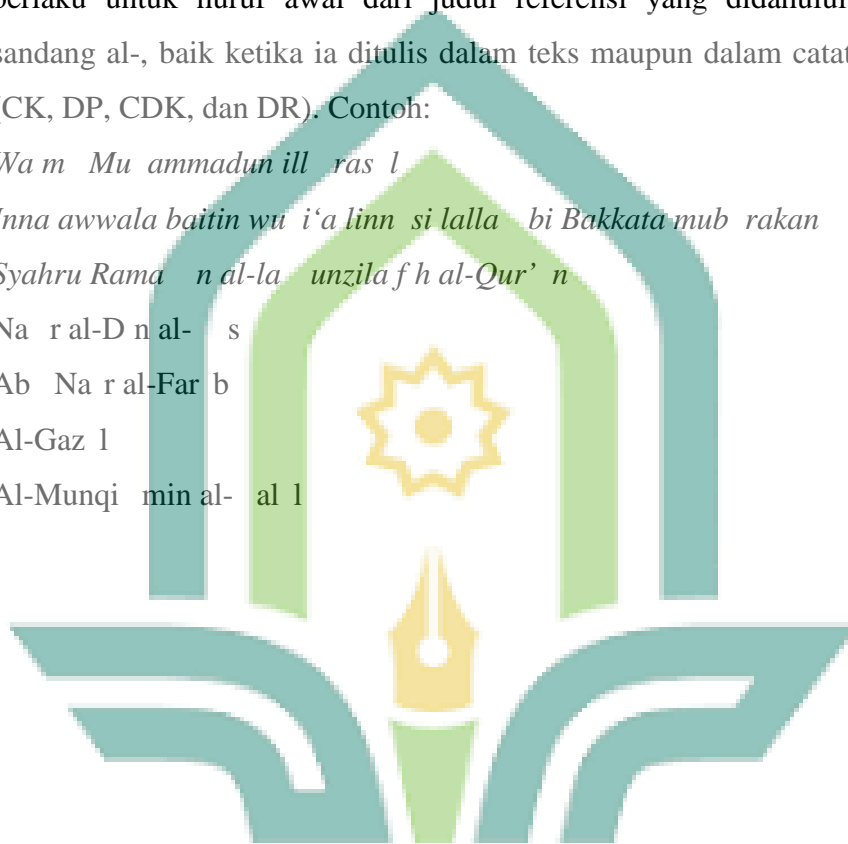 berlaku untuk huruf awal dari judul referensi yang didahului
sandang al-, baik ketika ia ditulis dalam teks maupun dalam catat
(CK, DP, CDK, dan DR). Contoh:
Wa m Mu ammadun ill ras l
Inna awwala baitin wu i‘a linn si lalla bi Bakkata mub rakan
Syahru Rama n al-la unzila f h al-Qur’ n
Na r al-D n al- s
Ab Na r al-Far b
Al-Gaz l
Al-Munqi min al- al l